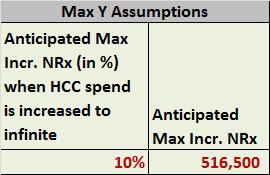 Max Y Assumptions
Anticipated Max
Incr. NRx (in %)
when HCC spend
is increased to
infinite
Anticipated
Max Incr. NRx
10%
516,500